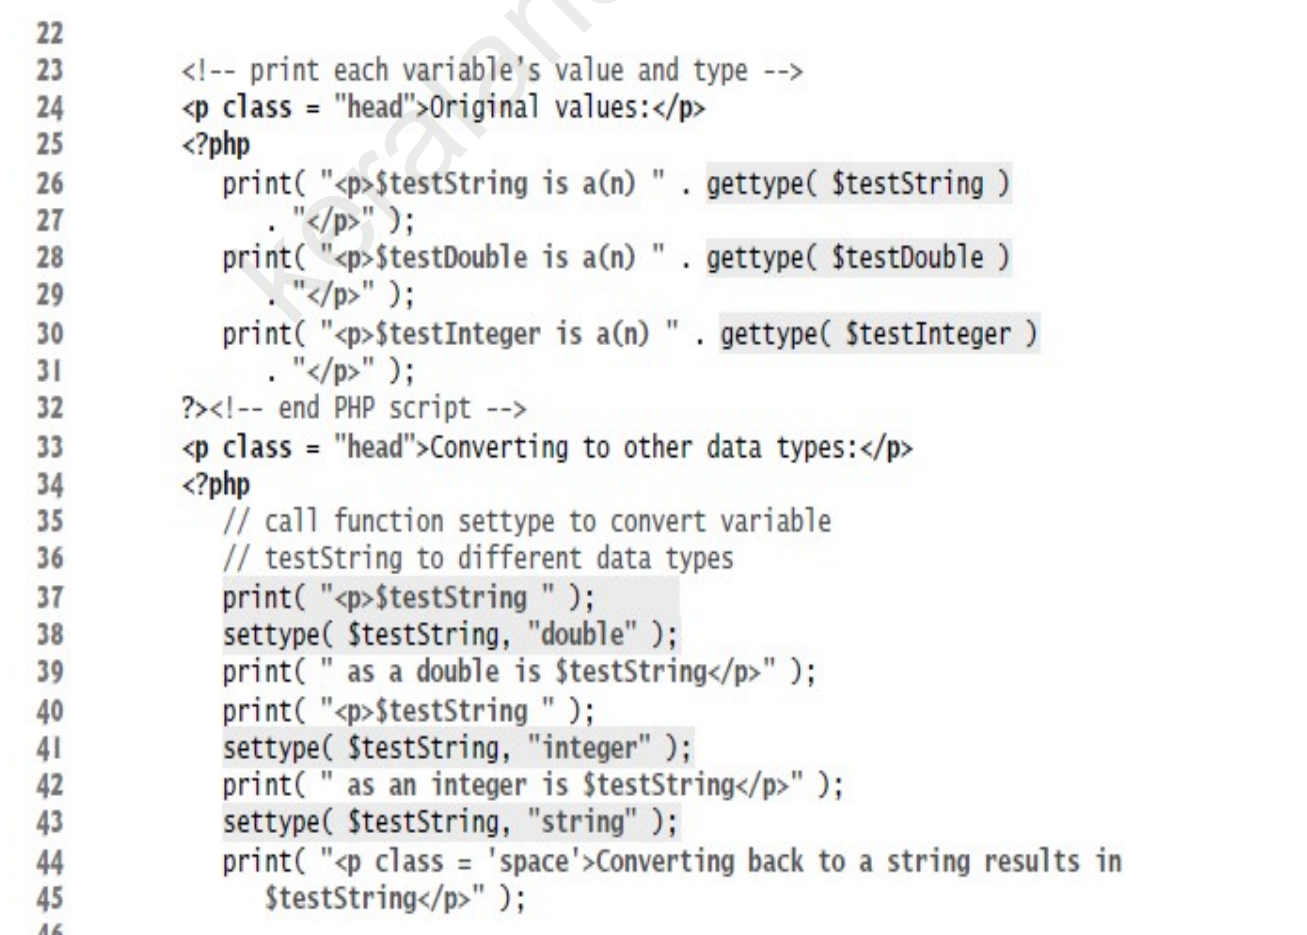 22
23 <!-- print each variable's value and type -->
24 <p class = "head">Original values:</p>
25 <?php
26 print( "<p>$testString is a(n) " . gettype( $testString )
27 . "</p>" );
28 print( "<p>$testDouble is a(n) " . gettype( $testDouble )
29 . "</p>" );
30 print( "<p>$testInteger is a(n) " . gettype( $testInteger )
31 . "</p>" );
32 ?><!-- end PHP script -->
33 <p class = "head">Converting to other data types:</p>
34 <?php
35 // call function settype to convert variable
36 // testString to different data types
37 print( "<p>$testString " );
38 settype( $testString, "double" );
39 print( " as a double is $testString</p>" );
40 print( "<p>$testString " );
41 settype( $testString, "integer" );
42 print( " as an integer is $testString</p>" );
43 settype( $testString, "string" );
44 print( "<p class = 'space'>Converting back to a string results in
45 $testString</p>" );
46